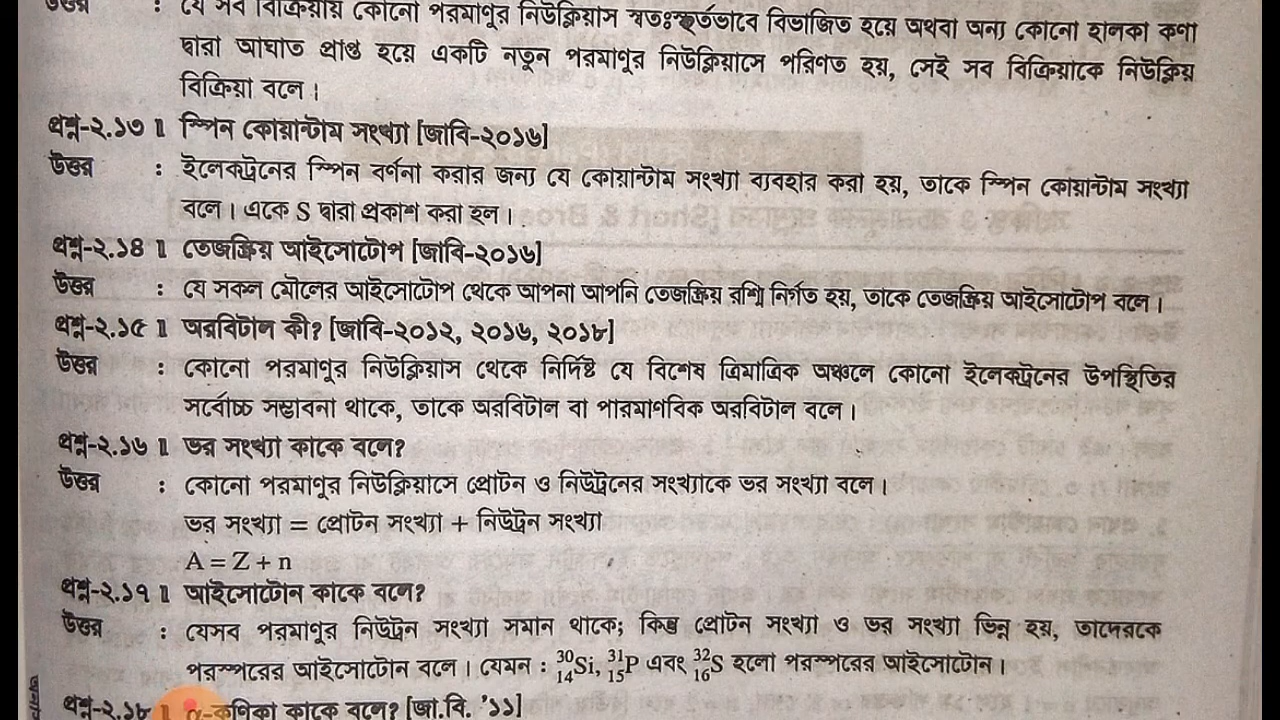 উত্তর : যে সব বিক্রিয়ায় কোনো পরমাণুর নিউক্লিয়াস স্বতঃস্ফূর্তভাবে বিভাজিত হয়ে অথবা অন্য কোনো হালকা কণা
দ্বারা আঘাত প্রাপ্ত হয়ে একটি নতুন পরমাণুর নিউক্লিয়াসে পরিণত হয়, সেই সব বিক্রিয়াকে নিউক্লিয়
বিক্রিয়া বলে।
প্রশ্ন-২.১৩ ॥ স্পিন কোয়ান্টাম সংখ্যা [জাবি-২০১৬]
উত্তর : ইলেকট্রনের স্পিন বর্ণনা করার জন্য যে কোয়ান্টাম সংখ্যা ব্যবহার করা হয়, তাকে স্পিন কোয়ান্টাম সংখ্যা
বলে। একে S দ্বারা প্রকাশ করা হল।
প্রশ্ন-২.১৪ ॥ তেজস্ক্রিয় আইসোটোপ [জাবি-২০১৬]
উত্তর : যে সকল মৌলের আইসোটোপ থেকে আপনা আপনি তেজস্ক্রিয় রশ্মি নির্গত হয়, তাকে তেজস্ক্রিয় আইসোটোপ বলে।
প্রশ্ন-২.১৫ ॥ অরবিটাল কী? [জাবি-২০১২, ২০১৬, ২০১৮]
উত্তর : কোনো পরমাণুর নিউক্লিয়াস থেকে নির্দিষ্ট যে বিশেষ ত্রিমাত্রিক অঞ্চলে কোনো ইলেকট্রনের উপস্থিতির
সর্বোচ্চ সম্ভাবনা থাকে, তাকে অরবিটাল বা পারমাণবিক অরবিটাল বলে।
প্রশ্ন-২.১৬ ॥ ভর সংখ্যা কাকে বলে?
উত্তর : কোনো পরমাণুর নিউক্লিয়াসে প্রোটন ও নিউট্রনের সংখ্যাকে ভর সংখ্যা বলে।
ভর সংখ্যা = প্রোটন সংখ্যা + নিউট্রন সংখ্যা
A = Z + n
প্রশ্ন-২.১৭ ॥ আইসোটোন কাকে বলে?
উত্তর : যেসব পরমাণুর নিউট্রন সংখ্যা সমান থাকে; কিন্তু প্রোটন সংখ্যা ও ভর সংখ্যা ভিন্ন হয়, তাদেরকে
পরস্পরের আইসোটোন বলে। যেমন : ³⁰₁₄Si, ³¹₁₅P এবং ³²₁₆S হলো পরস্পরের আইসোটোন।
প্রশ্ন-২.১৮ ॥ α-কণিকা কাকে বলে? [জা.বি. '১১]